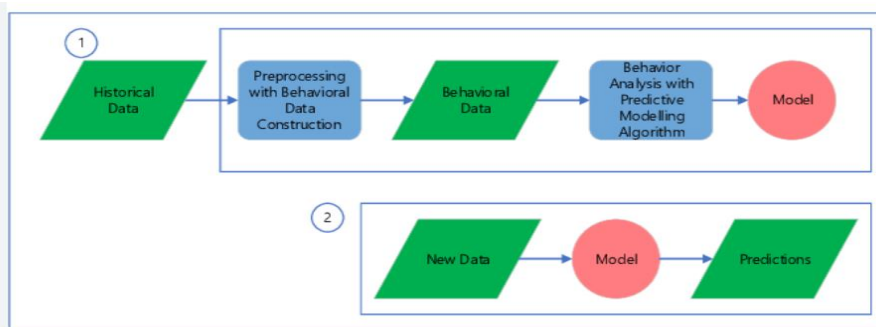 1
Historical
Data
Preprocessing
with Behavioral
Data
Construction
Behavioral
Data
Behavior
Analysis with
Predictive
Modelling
Algorithm
Model
2
New Data
Model
Predictions